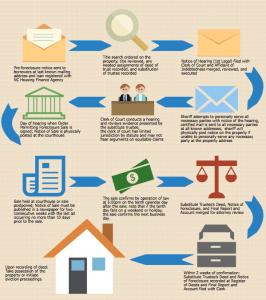 Pre-foreclosure notice sent to
borrowers at last known mailing
address and loan registered with
NC Housing Finance Agency
Title search ordered on the
property, title reviewed, any
needed assignments of deed of
trust recorded, and substitution
of trustee recorded
Notice of Hearing (1st Legal) filed with
Clerk of Court and Affidavit of
Indebtedness merged, reviewed, and
executed
Day of hearing when Order
Permitting Foreclosure Sale is
signed; Notice of Sale is physically
posted at the courthouse
Clerk of Court conducts a hearing
and reviews evidence presented by
the substitute trustee;
the clerk of court has limited
jurisdiction by statute and may not
hear arguments on equitable claims
Sheriff attempts to personally serve all
necessary parties with notice of the hearing,
certified mail is sent to all necessary parties
at all known addresses, sheriff will
physically post notice on the property if
unable to personally serve any necessary
party at the property address
Sale held at courthouse or sale
postponed; Notice of Sale must be
published in a newspaper for two
consecutive weeks with the last ad
occurring no more than 10 days
prior to the sale.
The sale confirms by operation of
law at 5:00pm on the tenth calendar day
after the sale; note that if the tenth
day falls on a weekend or holiday,
the sale confirms the next business
day.
Substitute Trustee's Deed, Notice of
Foreclosure, and Final Report and
Account merged for attorney review
Upon recording of deed:
Take possession of the
property or initiate
eviction proceedings.
Within 2 weeks of confirmation:
Substitute Trustee's Deed and
Notice of Foreclosure recorded at Register
of Deeds and Final Report and
Account filed with Clerk.